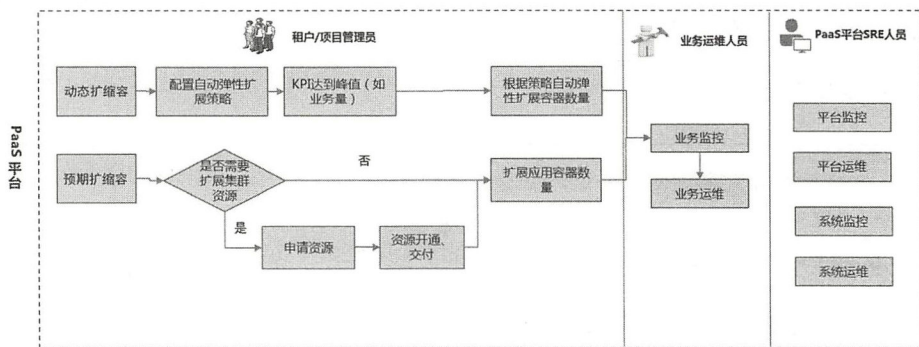 租户/项目管理员
业务运维人员
PaaS平台SRE人员
PaaS 平台
动态扩缩容
配置自动弹性扩
展策略
KPI达到峰值（如
业务量）
根据策略自动弹
性扩展容器数量
预期扩缩容
是否需要
扩展集群
资源
否
是
申请资源
资源开通、
交付
扩展应用容器数
量
业务监控
业务运维
平台监控
平台运维
系统监控
系统运维